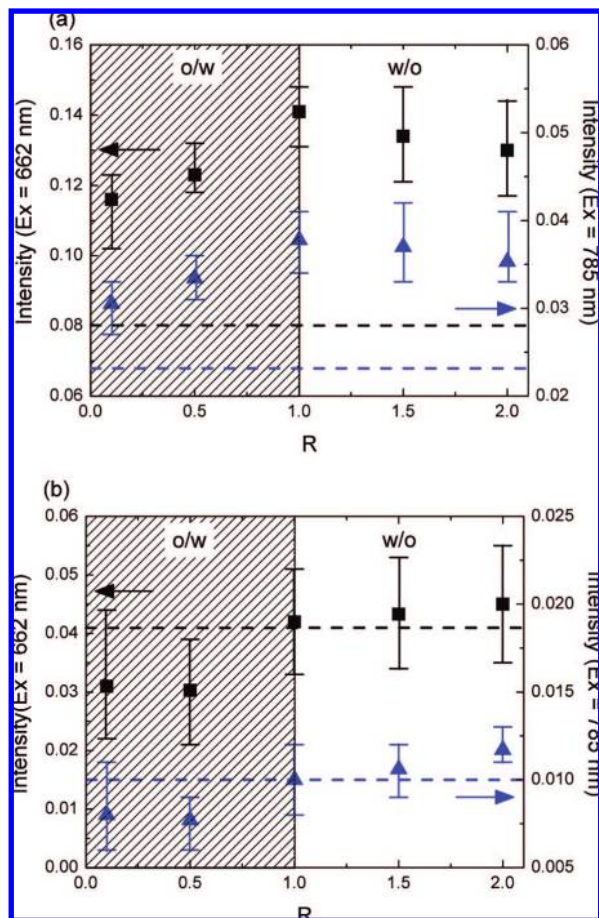 (a)
0.16
0.14
0.12
0.10
0.08
0.06
Intensity (Ex = 662 nm)
o/w
w/o
0.06
0.05
0.04
0.03
0.02
Intensity (Ex = 785 nm)
0.0 0.5 1.0 1.5 2.0
R
(b)
0.06
0.05
0.04
0.03
0.02
0.01
0.00
Intensity(Ex = 662 nm)
o/w
w/o
0.025
0.020
0.015
0.010
0.005
Intensity (Ex = 785 nm)
0.0 0.5 1.0 1.5 2.0
R